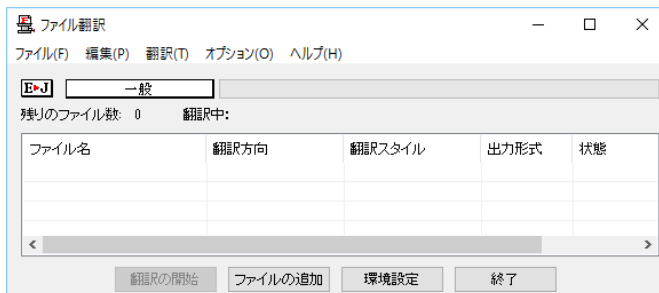 ファイル翻訳
ファイル(F) 編集(P) 翻訳(T) オプション(O) ヘルプ(H)
E▸J 一般
残りのファイル数: 0 翻訳中:
ファイル名 翻訳方向 翻訳スタイル 出力形式 状態
翻訳の開始 ファイルの追加 環境設定 終了